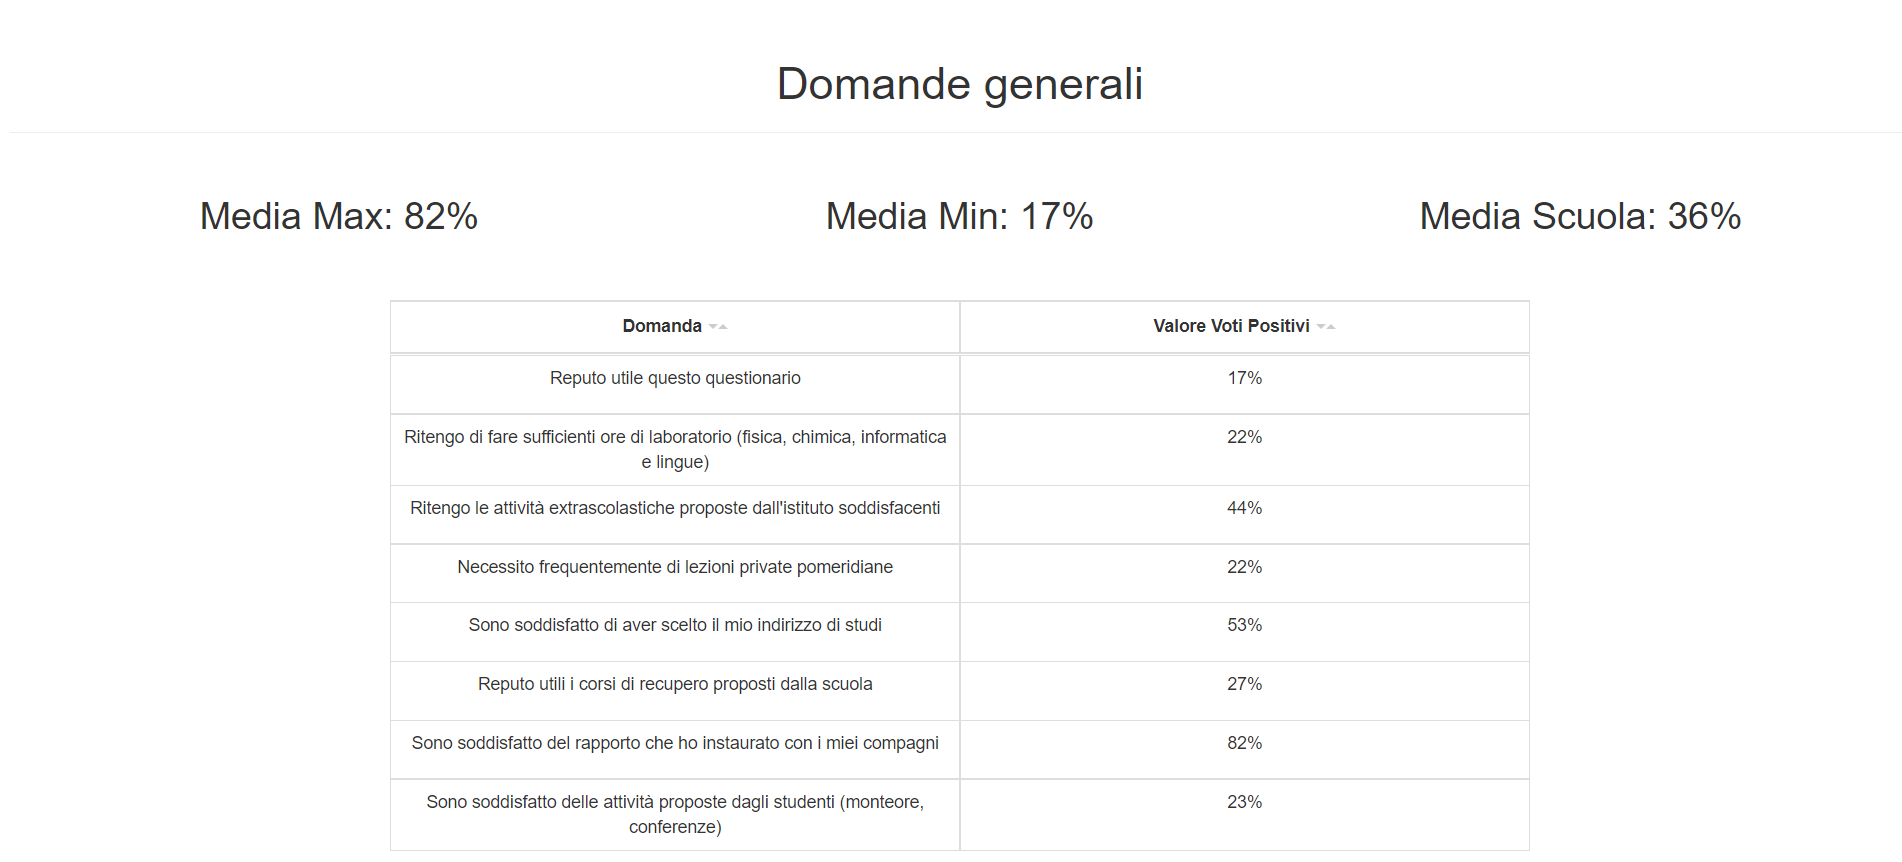 Domande generali
Media Max: 82%
Media Min: 17%
Media Scuola: 36%
Domanda
Valore Voti Positivi
Reputo utile questo questionario
17%
Ritengo di fare sufficienti ore di laboratorio (fisica, chimica, informatica
e lingue)
22%
Ritengo le attività extrascolastiche proposte dall'istituto soddisfacenti
44%
Necessito frequentemente di lezioni private pomeridiane
22%
Sono soddisfatto di aver scelto il mio indirizzo di studi
53%
Reputo utili i corsi di recupero proposti dalla scuola
27%
Sono soddisfatto del rapporto che ho instaurato con i miei compagni
82%
Sono soddisfatto delle attività proposte dagli studenti (monteore,
conferenze)
23%